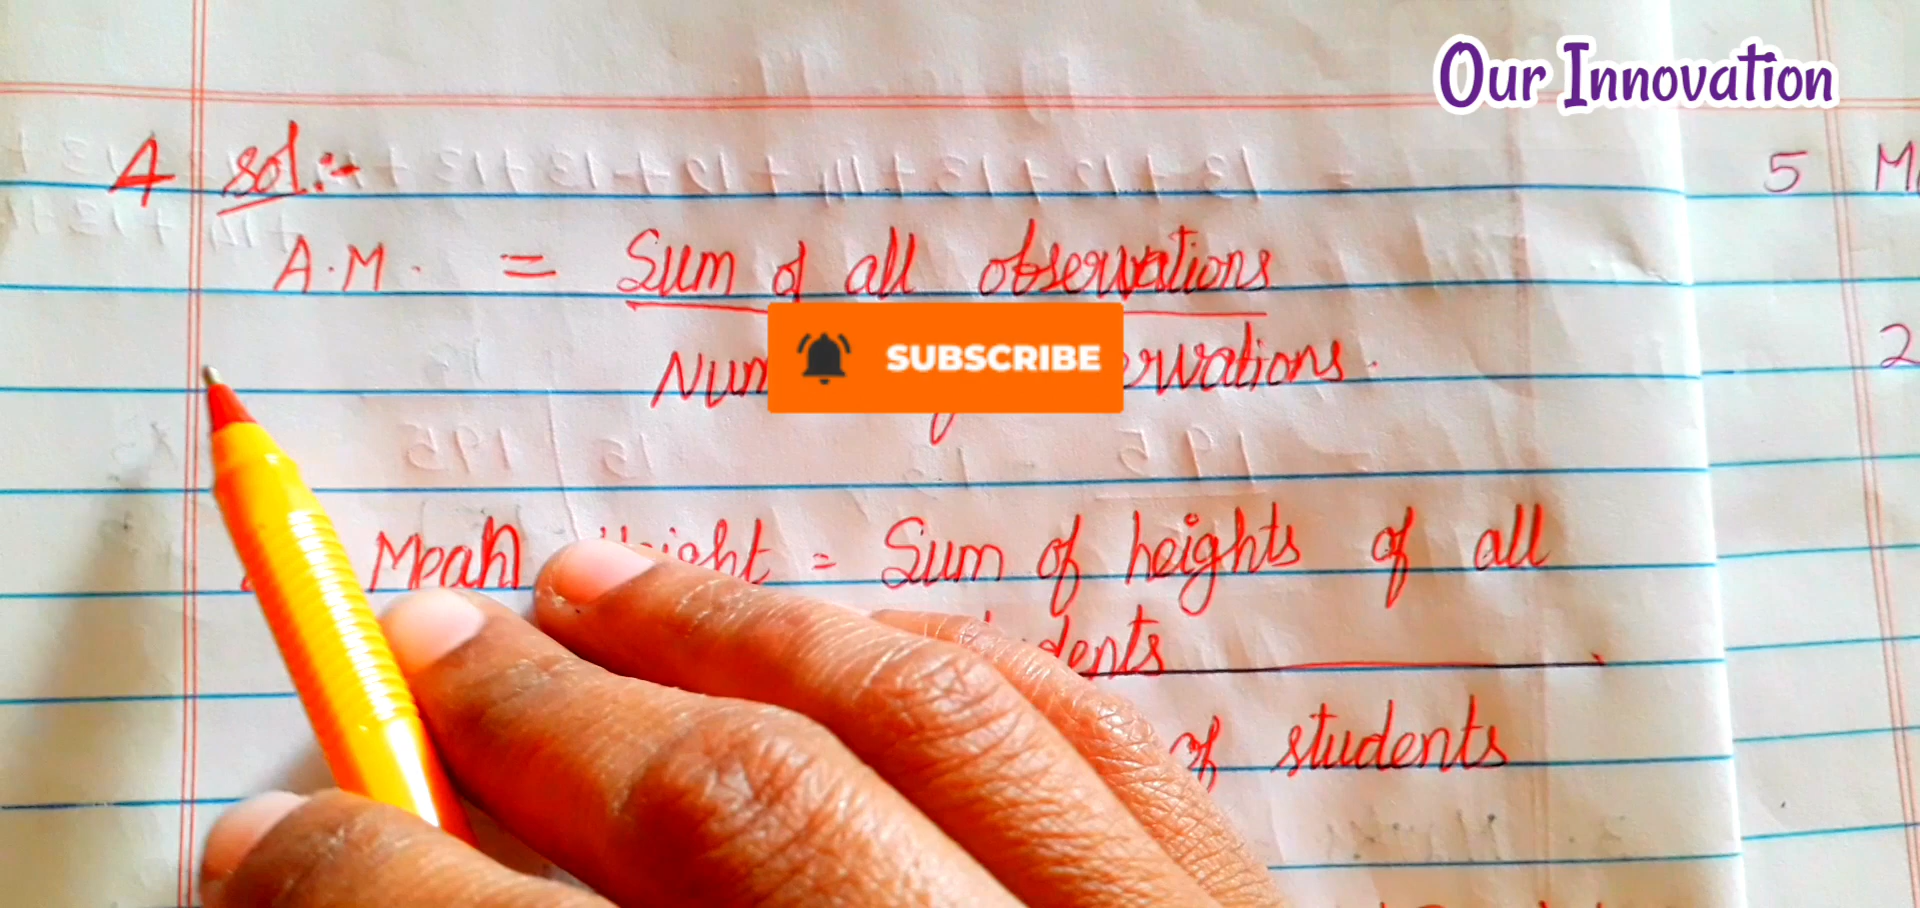 Our Innovation
4 sol:-
A.M. = Sum of all observations
SUBSCRIBE
Mean = Sum of heights of all
of students
5
2